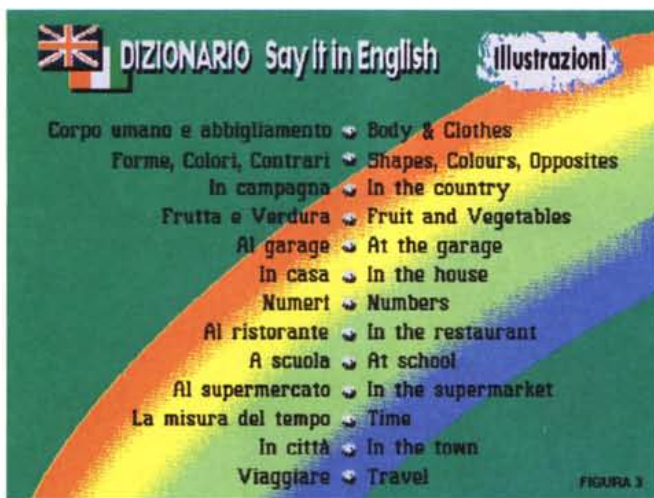 DIZIONARIO Say it in English Illustrazioni
Corpo umano e abbigliamento Body & Clothes
Forme, Colori, Contrari Shapes, Colours, Opposites
In campagna In the country
Frutta e Verdura Fruit and Vegetables
Al garage At the garage
In casa In the house
Numeri Numbers
Al ristorante In the restaurant
A scuola At school
Al supermercato In the supermarket
La misura del tempo Time
In città In the town
Viaggiare Travel
FIGURA 3